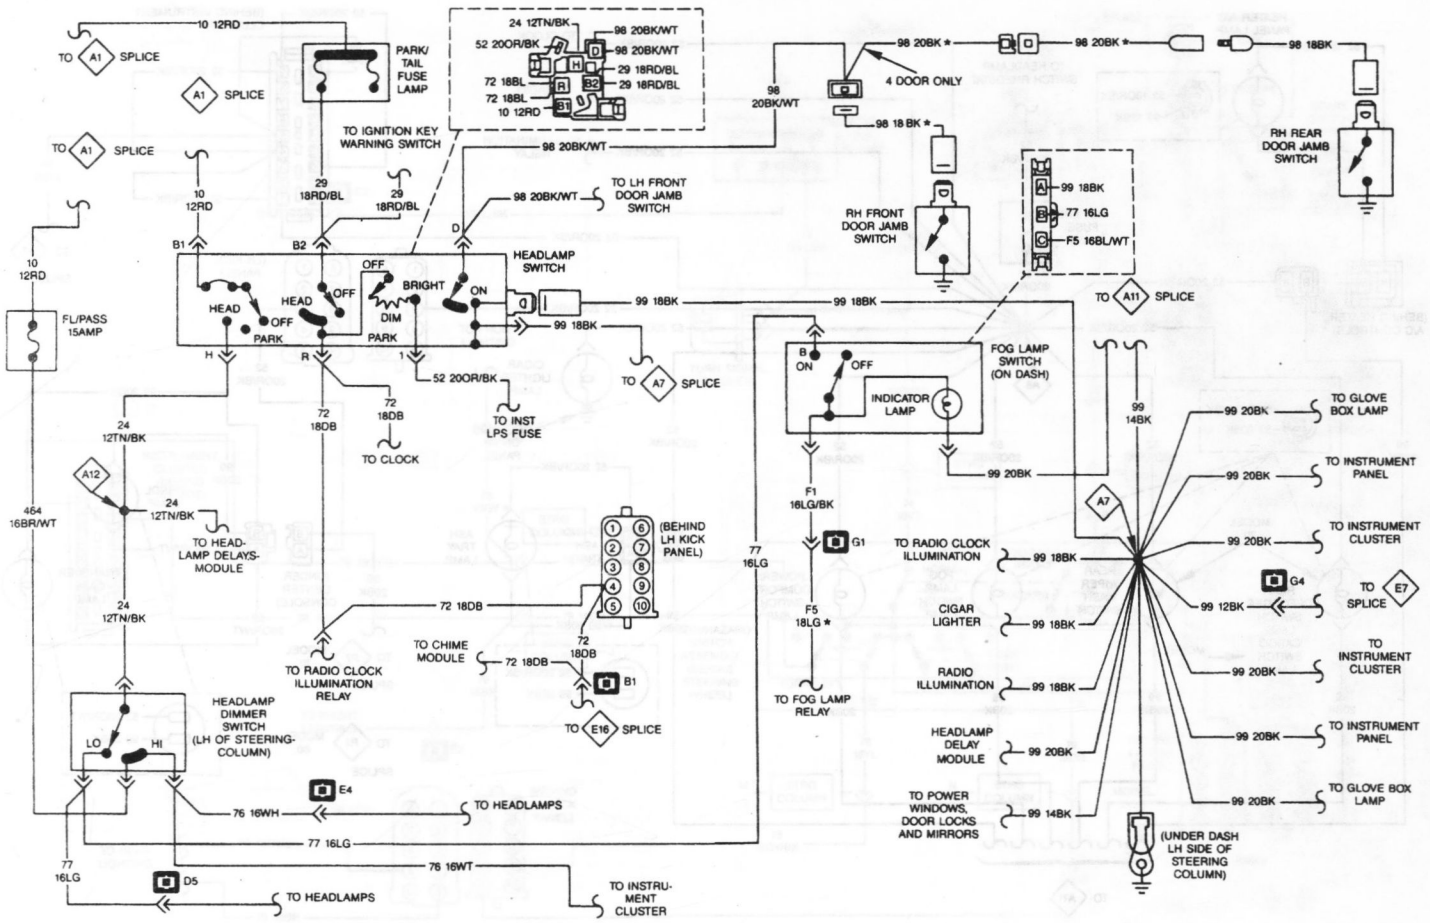 10 12RD
TO A1 SPLICE
A1 SPLICE
TO A1 SPLICE
PARK/
TAIL
FUSE
LAMP
24 12TN/BK
52 20OR/BK
72 18BL
72 18BL
10 12RD
98 20BK/WT
98 20BK/WT
29 18RD/BL
29 18RD/BL
D
H
R
B2
B1
TO IGNITION KEY
WARNING SWITCH
98 20BK/WT
98
20BK/WT
98 20BK *
4 DOOR ONLY
98 20BK *
98 18BK
98 18 BK *
RH REAR
DOOR JAMB
SWITCH
RH FRONT
DOOR JAMB
SWITCH
A
99 18BK
B
77 16LG
C
F5 16BL/WT
10
12RD
29
18RD/BL
29
18RD/BL
98 20BK/WT
TO LH FRONT
DOOR JAMB
SWITCH
B1
B2
D
HEADLAMP
SWITCH
OFF
BRIGHT
ON
HEAD
OFF
HEAD
OFF
DIM
PARK
PARK
H
R
1
99 18BK
99 18BK
99 18BK
TO A7 SPLICE
TO A11 SPLICE
10
12RD
FL/PASS
15AMP
52 20OR/BK
TO INST
LPS FUSE
72
18DB
TO CLOCK
72
18DB
24
12TN/BK
A12
24
12TN/BK
TO HEAD-
LAMP DELAYS-
MODULE
464
16BR/WT
24
12TN/BK
B
ON
OFF
FOG LAMP
SWITCH
(ON DASH)
INDICATOR
LAMP
99 20BK
99
14BK
F1
16LG/BK
G1
F5
18LG *
TO FOG LAMP
RELAY
77
16LG
1 6
2 7
3 8
4 9
5 10
(BEHIND
LH KICK
PANEL)
72 18DB
TO CHIME
MODULE
72 18DB
72
18DB
B1
TO E16 SPLICE
TO RADIO CLOCK
ILLUMINATION
RELAY
HEADLAMP
DIMMER
SWITCH
(LH OF STEERING-
COLUMN)
LO
HI
E4
76 16WH
TO HEADLAMPS
77 16LG
76 16WT
77
16LG
D5
TO HEADLAMPS
TO INSTRU-
MENT
CLUSTER
A7
TO RADIO CLOCK
ILLUMINATION
99 18BK
CIGAR
LIGHTER
99 18BK
RADIO
ILLUMINATION
99 18BK
HEADLAMP
DELAY
MODULE
99 20BK
TO POWER
WINDOWS,
DOOR LOCKS
AND MIRRORS
99 14BK
99 20BK
TO GLOVE
BOX LAMP
99 20BK
TO INSTRUMENT
PANEL
99 20BK
TO INSTRUMENT
CLUSTER
G4
99 12BK
TO
SPLICE
E7
99 20BK
TO
INSTRUMENT
CLUSTER
99 20BK
TO INSTRUMENT
PANEL
99 20BK
TO GLOVE BOX
LAMP
(UNDER DASH
LH SIDE OF
STEERING
COLUMN)